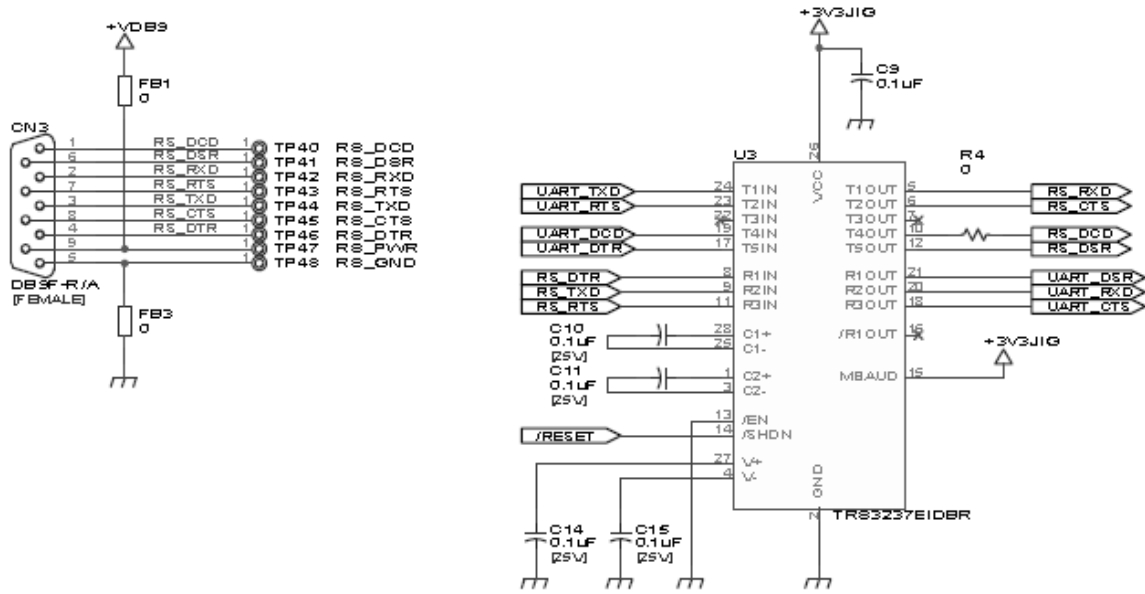 +VDB9
FB1
0
CN3
1 RS_DCD 1 TP40 RS_DCD
6 RS_DSR 1 TP41 RS_DSR
2 RS_RXD 1 TP42 RS_RXD
7 RS_RTS 1 TP43 RS_RTS
3 RS_TXD 1 TP44 RS_TXD
8 RS_CTS 1 TP45 RS_CTS
4 RS_DTR 1 TP46 RS_DTR
9 1 TP47 RS_PWR
5 1 TP48 RS_GND
DB9F-R/A
[FEMALE]
FB3
0
+3V3JIG
C9
0.1uF
U3
26
VCC
R4
0
UART_TXD 24 T1IN T1OUT 5 RS_RXD
UART_RTS 23 T2IN T2OUT 6 RS_CTS
22 T3IN T3OUT 7
UART_DCD 19 T4IN T4OUT 10 RS_DCD
UART_DTR 17 T5IN T5OUT 12 RS_DSR
RS_DTR 8 R1IN R1OUT 21 UART_DSR
RS_TXD 9 R2IN R2OUT 20 UART_RXD
RS_RTS 11 R3IN R3OUT 18 UART_CTS
C10
0.1uF
[25V]
28 C1+ /R1OUT 16
25 C1-
+3V3JIG
C11
0.1uF
[25V]
1 C2+ MBAUD 15
3 C2-
13 /EN
/RESET 14 /SHDN
27 V+
4 V-
GND
2
TRS3237EIDBR
C14
0.1uF
[25V]
C15
0.1uF
[25V]